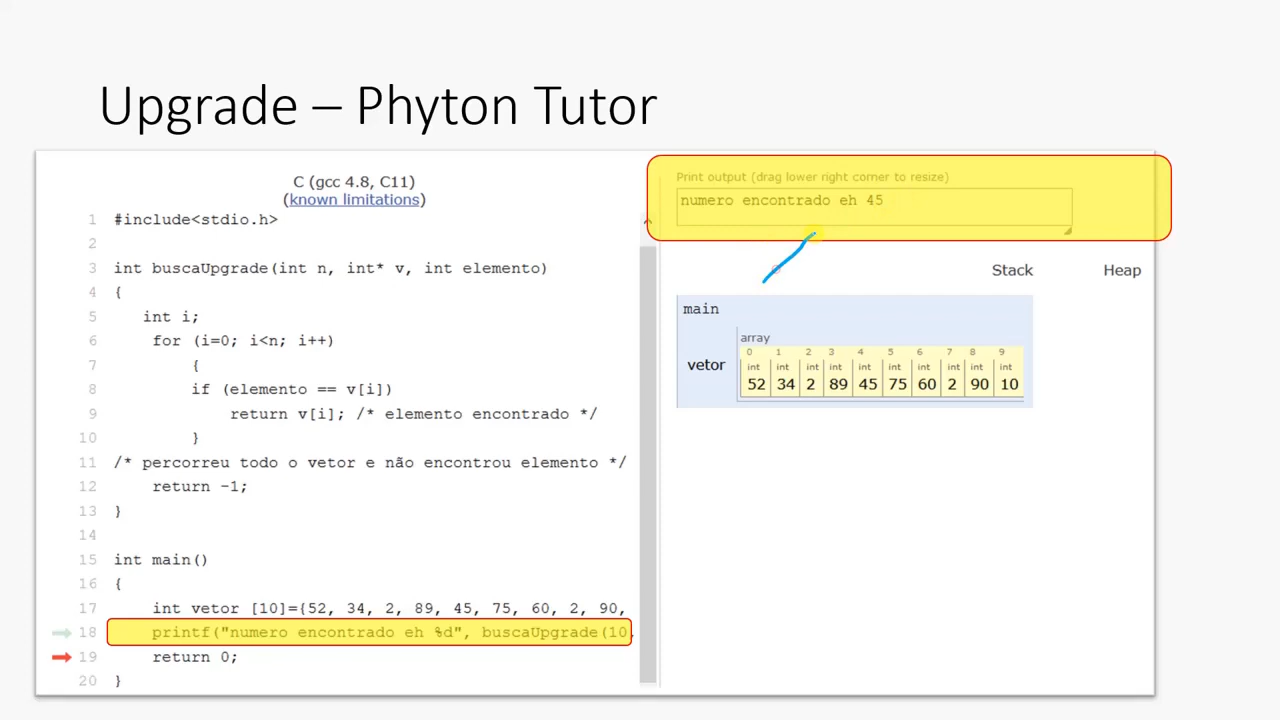 Upgrade – Phyton Tutor
C (gcc 4.8, C11)
(known limitations)
1 #include<stdio.h>
2
3 int buscaUpgrade(int n, int* v, int elemento)
4 {
5 int i;
6 for (i=0; i<n; i++)
7 {
8 if (elemento == v[i])
9 return v[i]; /* elemento encontrado */
10 }
11 /* percorreu todo o vetor e não encontrou elemento */
12 return -1;
13 }
14
15 int main()
16 {
17 int vetor [10]={52, 34, 2, 89, 45, 75, 60, 2, 90,
18 printf("numero encontrado eh %d", buscaUpgrade(10,
19 return 0;
20 }
Print output (drag lower right corner to resize)
numero encontrado eh 45
Stack Heap
main
array
0 1 2 3 4 5 6 7 8 9
int int int int int int int int int int
vetor 52 34 2 89 45 75 60 2 90 10